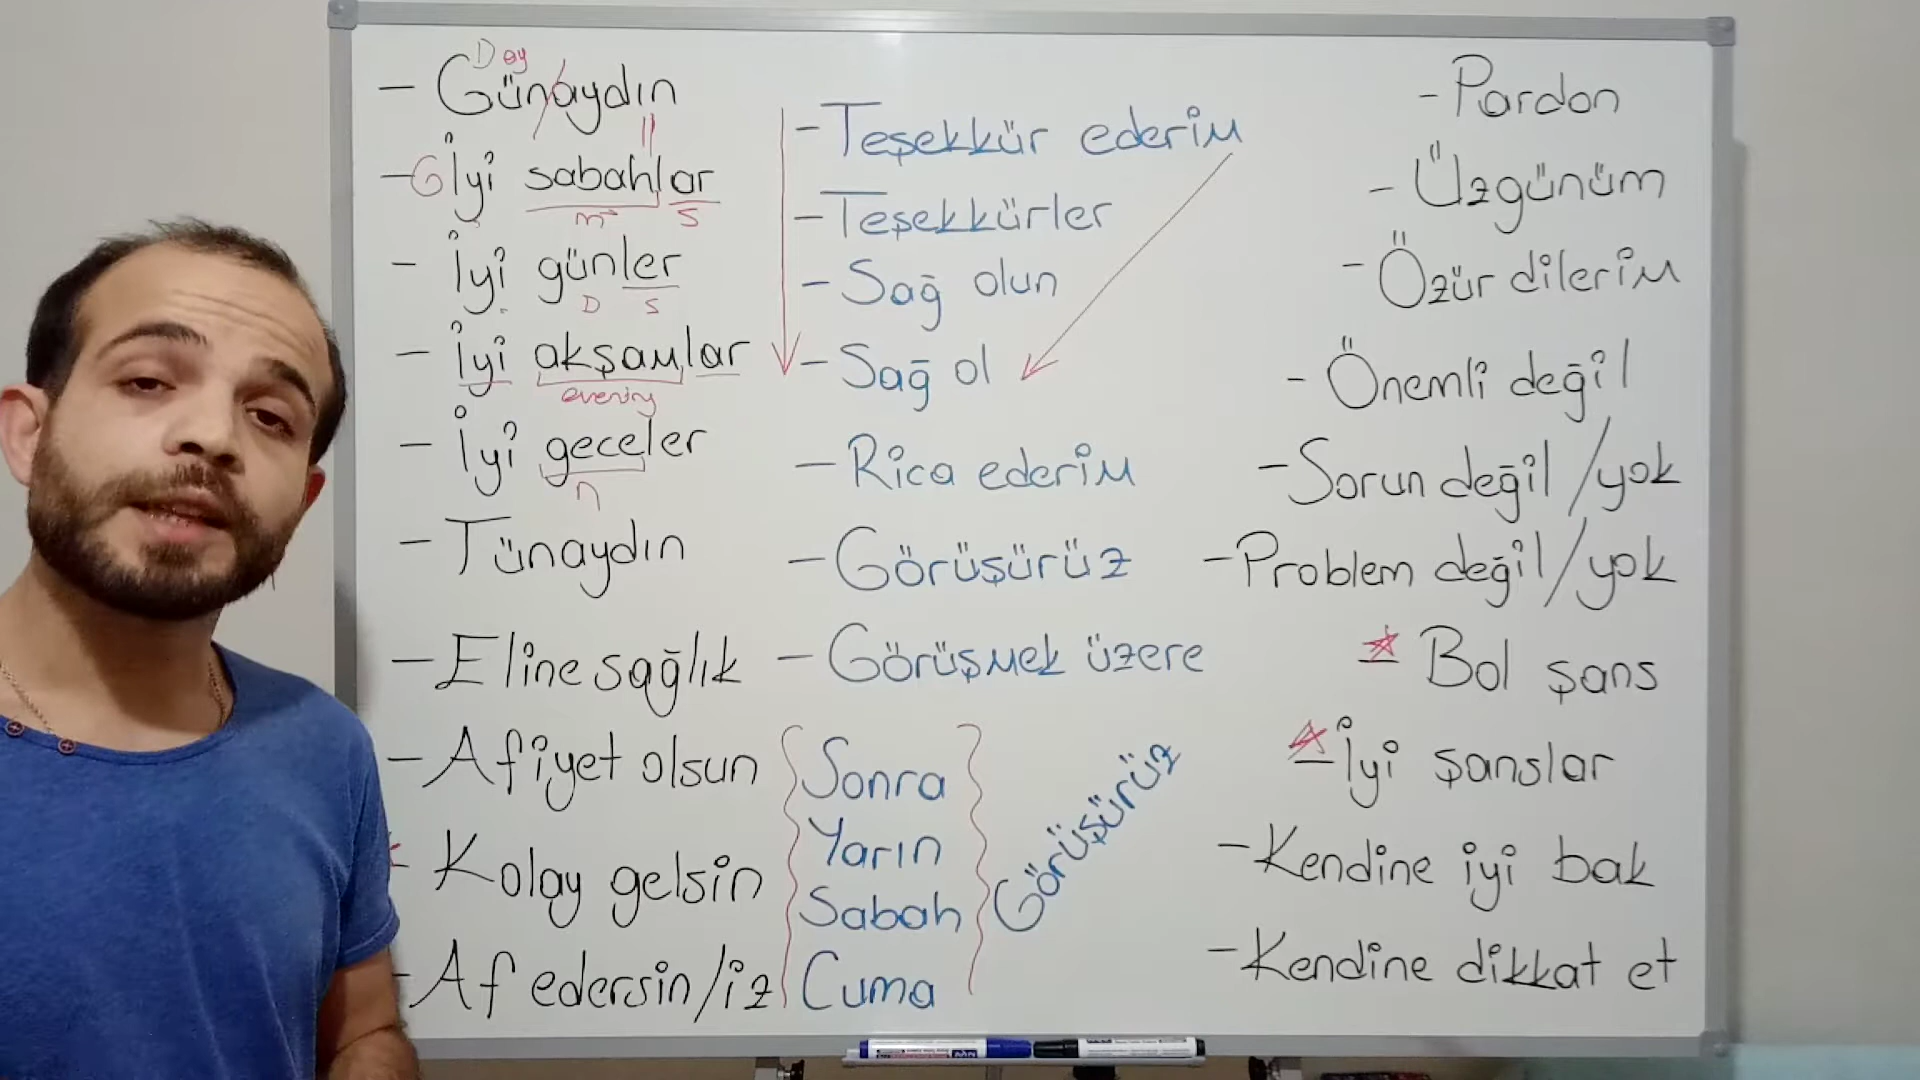 Day
- Günaydın
- G İyi sabahlar
m s
- İyi günler
D s
- İyi akşamlar
evening
- İyi geceler
n
- Tünaydın
- Eline sağlık
- Afiyet olsun
- Kolay gelsin
- Af edersin/iz
- Teşekkür ederim
- Teşekkürler
- Sağ olun
- Sağ ol
- Rica ederim
- Görüşürüz
- Görüşmek üzere
Sonra
Yarın
Sabah
Cuma
Görüşürüz
- Pardon
- Üzgünüm
- Özür dilerim
- Önemli değil
- Sorun değil/yok
- Problem değil/yok
- Bol şans
- İyi şanslar
- Kendine iyi bak
- Kendine dikkat et